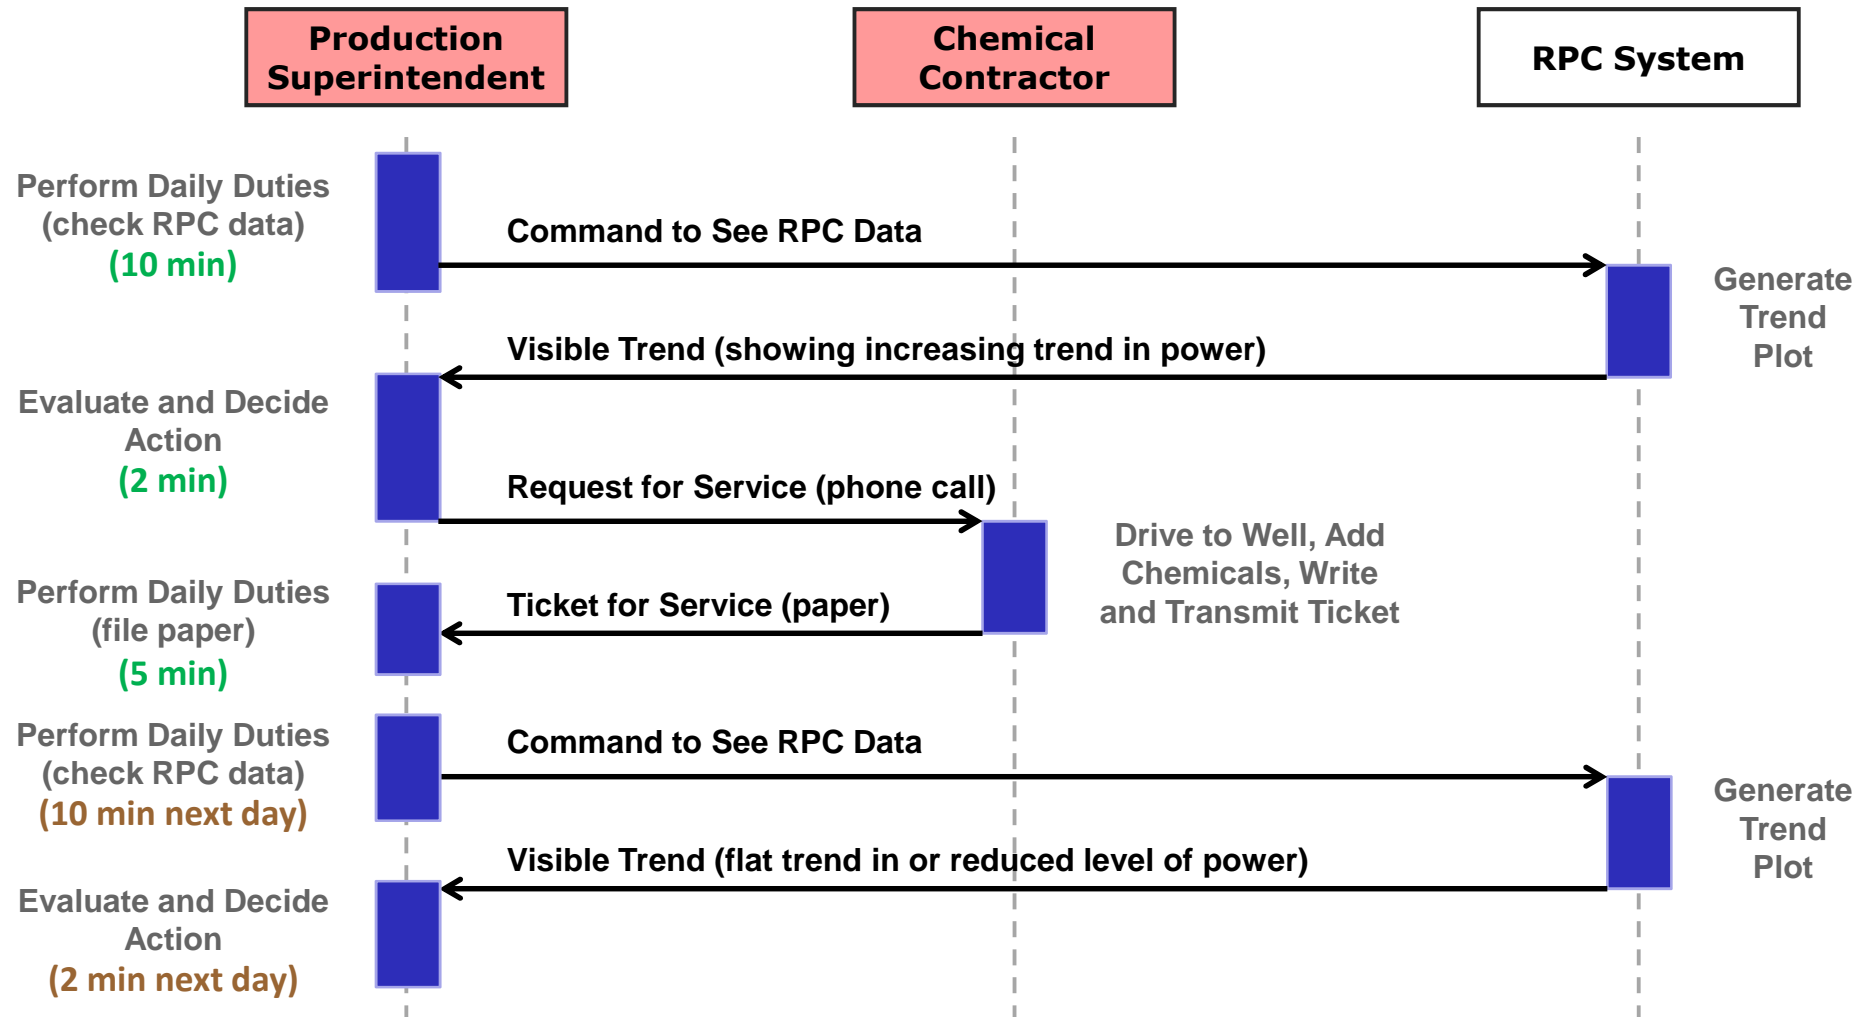 Production
Superintendent
Chemical
Contractor
RPC System
Perform Daily Duties
(check RPC data)
(10 min)
Command to See RPC Data
Generate
Trend
Plot
Visible Trend (showing increasing trend in power)
Evaluate and Decide
Action
(2 min)
Request for Service (phone call)
Drive to Well, Add
Chemicals, Write
and Transmit Ticket
Perform Daily Duties
(file paper)
(5 min)
Ticket for Service (paper)
Perform Daily Duties
(check RPC data)
(10 min next day)
Command to See RPC Data
Generate
Trend
Plot
Visible Trend (flat trend in or reduced level of power)
Evaluate and Decide
Action
(2 min next day)